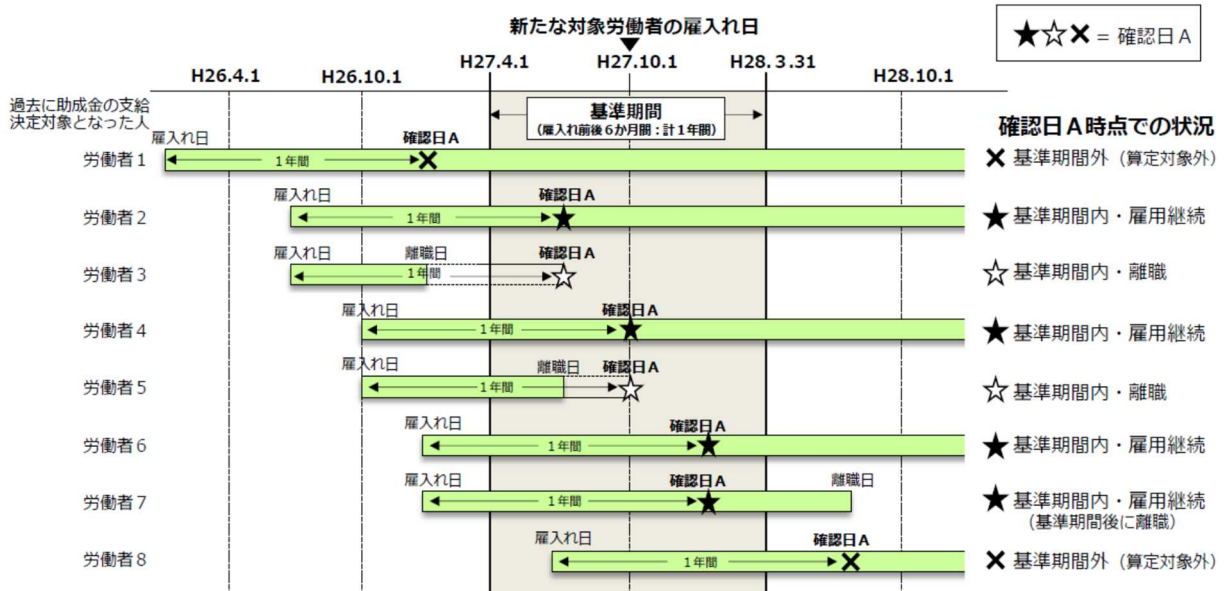 新たな対象労働者の雇入れ日
▼
★☆✖ = 確認日A
H26.4.1 H26.10.1 H27.4.1 H27.10.1 H28.3.31 H28.10.1
過去に助成金の支給
決定対象となった人
基準期間
(雇入れ前後6か月間:計1年間)
確認日A時点での状況
雇入れ日 確認日A
労働者1 1年間 ✖ ✖ 基準期間外 (算定対象外)
雇入れ日 確認日A
労働者2 1年間 ★ ★ 基準期間内・雇用継続
雇入れ日 離職日 確認日A
労働者3 1年間 ☆ ☆ 基準期間内・離職
雇入れ日 確認日A
労働者4 1年間 ★ ★ 基準期間内・雇用継続
雇入れ日 離職日 確認日A
労働者5 1年間 ☆ ☆ 基準期間内・離職
雇入れ日 確認日A
労働者6 1年間 ★ ★ 基準期間内・雇用継続
雇入れ日 確認日A 離職日
労働者7 1年間 ★ ★ 基準期間内・雇用継続
(基準期間後に離職)
雇入れ日 確認日A
労働者8 1年間 ✖ ✖ 基準期間外 (算定対象外)